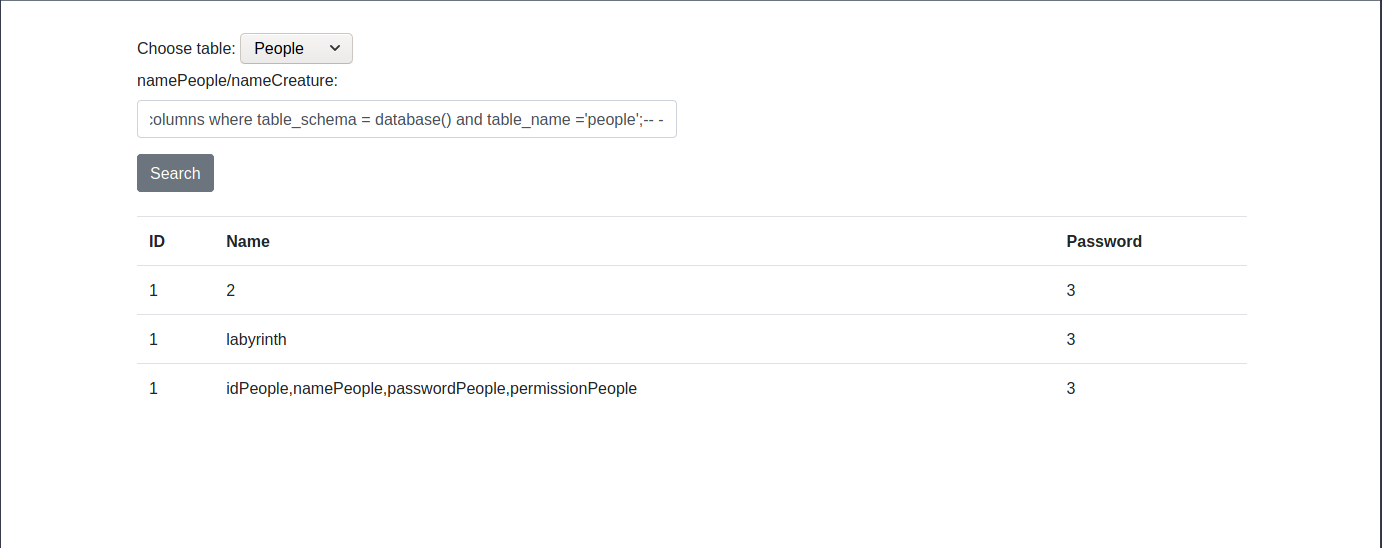 Choose table: People
namePeople/nameCreature:
columns where table_schema = database() and table_name ='people';-- -
Search
ID Name Password
1 2 3
1 labyrinth 3
1 idPeople,namePeople,passwordPeople,permissionPeople 3